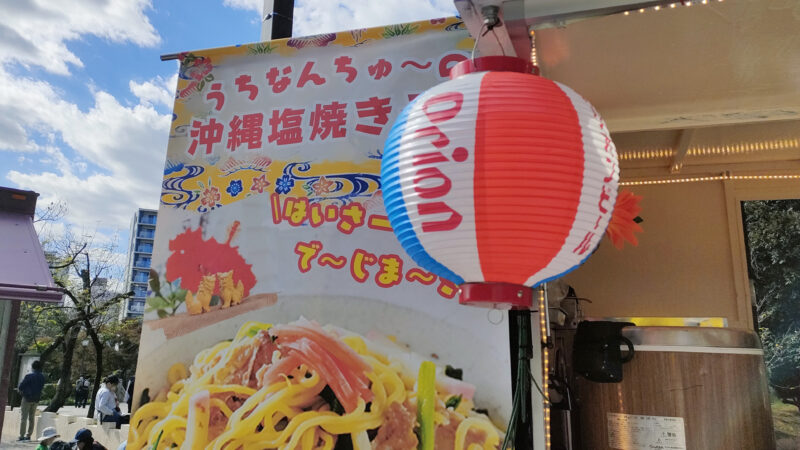 うちなんちゅ〜の
沖縄塩焼き
\はいさー
で〜じま〜
Orion